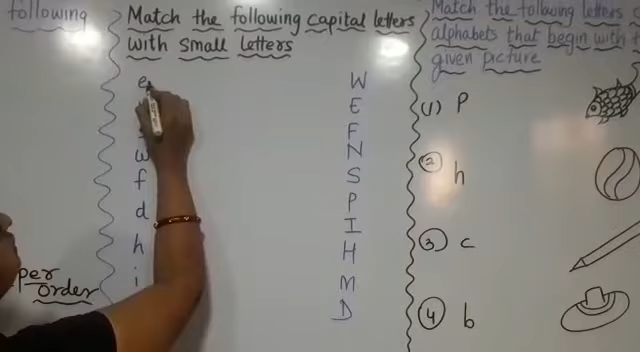 following
per
order
Match the following capital letters
with small letters
e
w
f
d
h
i
W
E
F
N
S
P
I
H
M
D
Match the following letters
alphabets that begin with
given picture
(1) p
2 h
3 c
4 b